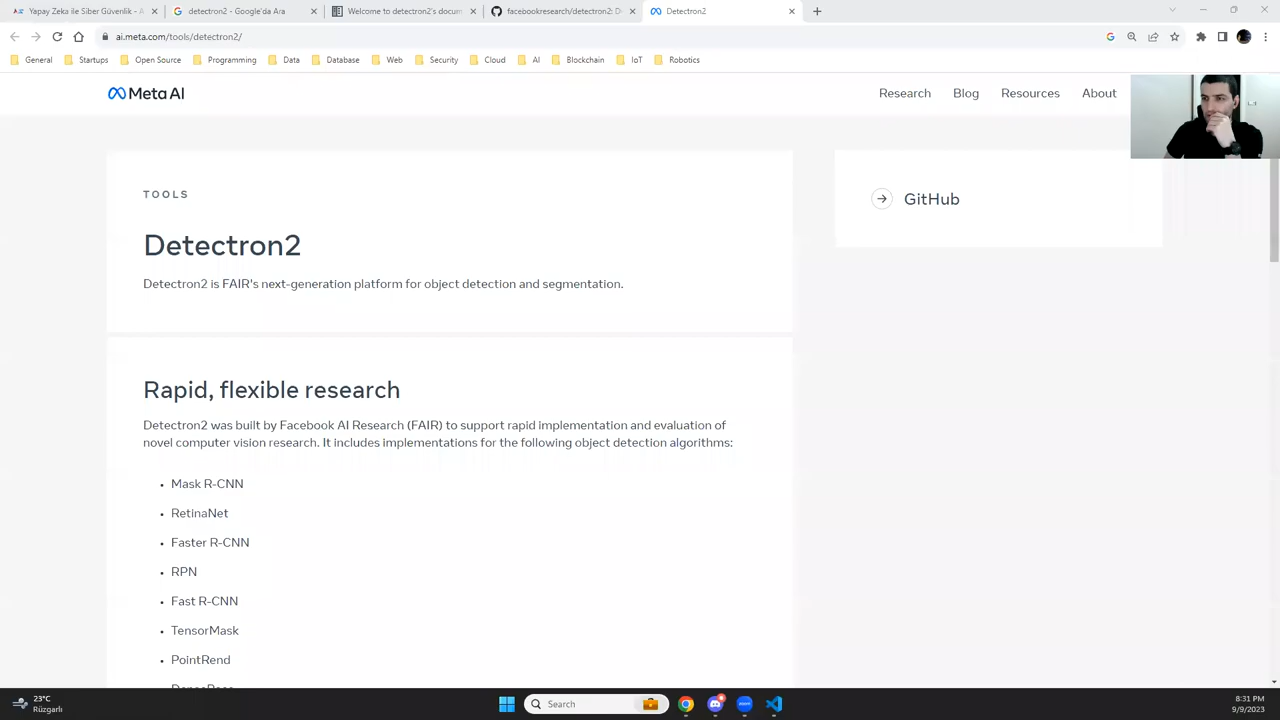 Yapay Zeka ile Siber Güvenlik - A
detectron2 - Google'da Ara
Welcome to detectron2's docum
facebookresearch/detectron2: D
Detectron2
ai.meta.com/tools/detectron2/
General
Startups
Open Source
Programming
Data
Database
Web
Security
Cloud
AI
Blockchain
IoT
Robotics
Meta AI
Research
Blog
Resources
About
TOOLS
Detectron2
Detectron2 is FAIR's next-generation platform for object detection and segmentation.
GitHub
Rapid, flexible research
Detectron2 was built by Facebook AI Research (FAIR) to support rapid implementation and evaluation of
novel computer vision research. It includes implementations for the following object detection algorithms:
• Mask R-CNN
• RetinaNet
• Faster R-CNN
• RPN
• Fast R-CNN
• TensorMask
• PointRend
23°C
Rüzgarlı
Search
8:31 PM
9/9/2023